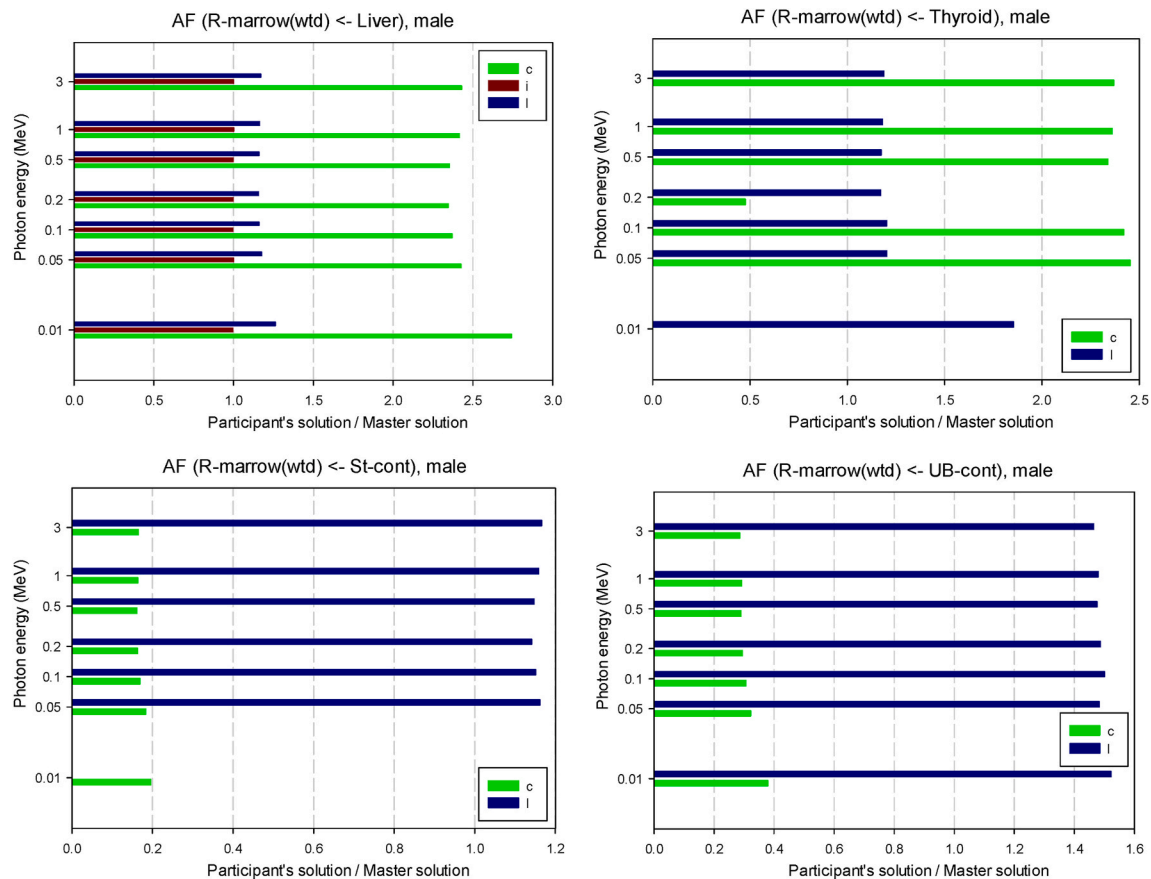 AF (R-marrow(wtd) <- Liver), male
Photon energy (MeV)
3
1
0.5
0.2
0.1
0.05
0.01
c
i
l
0.0 0.5 1.0 1.5 2.0 2.5 3.0
Participant's solution / Master solution
AF (R-marrow(wtd) <- Thyroid), male
Photon energy (MeV)
3
1
0.5
0.2
0.1
0.05
0.01
c
l
0.0 0.5 1.0 1.5 2.0 2.5
Participant's solution / Master solution
AF (R-marrow(wtd) <- St-cont), male
Photon energy (MeV)
3
1
0.5
0.2
0.1
0.05
0.01
c
l
0.0 0.2 0.4 0.6 0.8 1.0 1.2
Participant's solution / Master solution
AF (R-marrow(wtd) <- UB-cont), male
Photon energy (MeV)
3
1
0.5
0.2
0.1
0.05
0.01
c
l
0.0 0.2 0.4 0.6 0.8 1.0 1.2 1.4 1.6
Participant's solution / Master solution